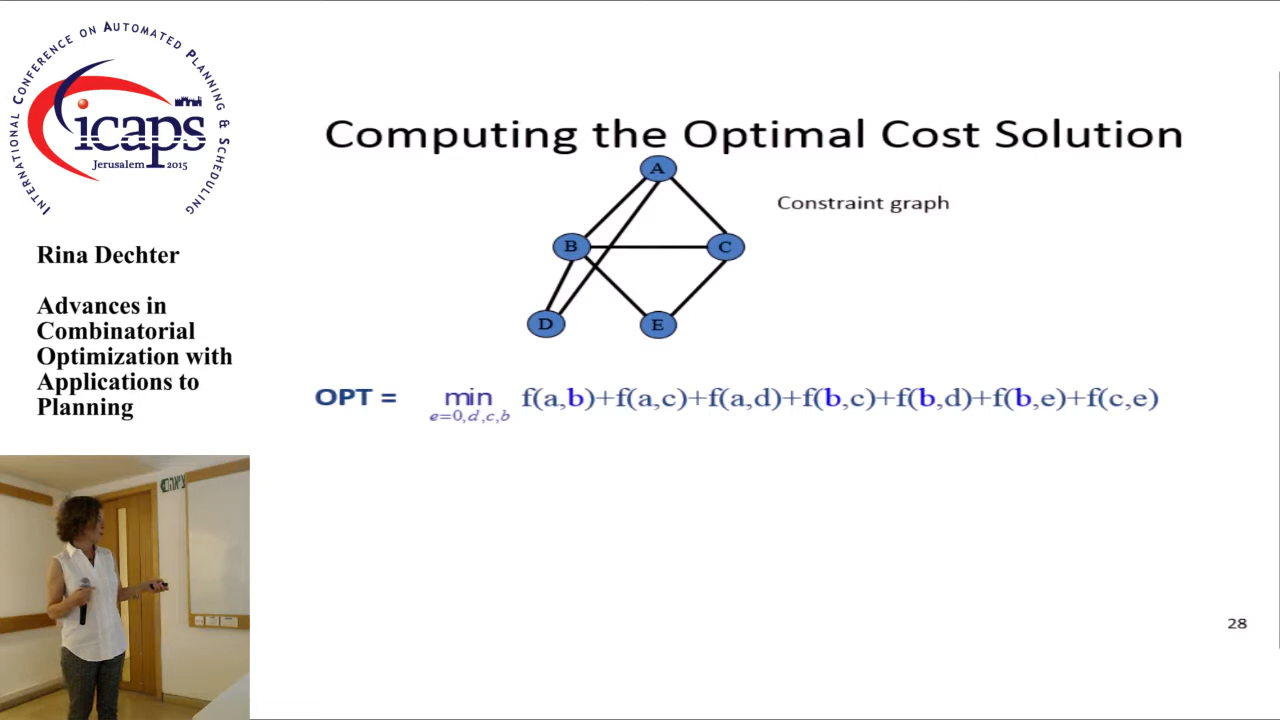 INTERNATIONAL CONFERENCE ON AUTOMATED PLANNING & SCHEDULING
icaps
Jerusalem 2015
Rina Dechter
Advances in
Combinatorial
Optimization with
Applications to
Planning
Computing the Optimal Cost Solution
A
Constraint graph
B
C
D
E
OPT = min f(a,b)+f(a,c)+f(a,d)+f(b,c)+f(b,d)+f(b,e)+f(c,e)
e=0,d,c,b
28